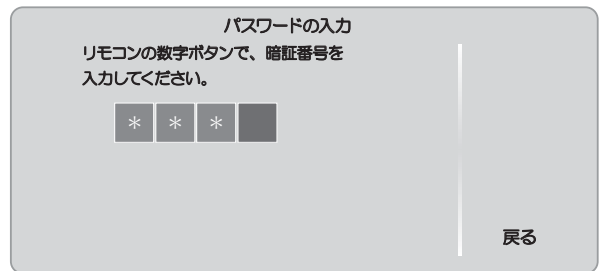 パスワードの入力
リモコンの数字ボタンで、暗証番号を
入力してください。
＊ ＊ ＊
戻る